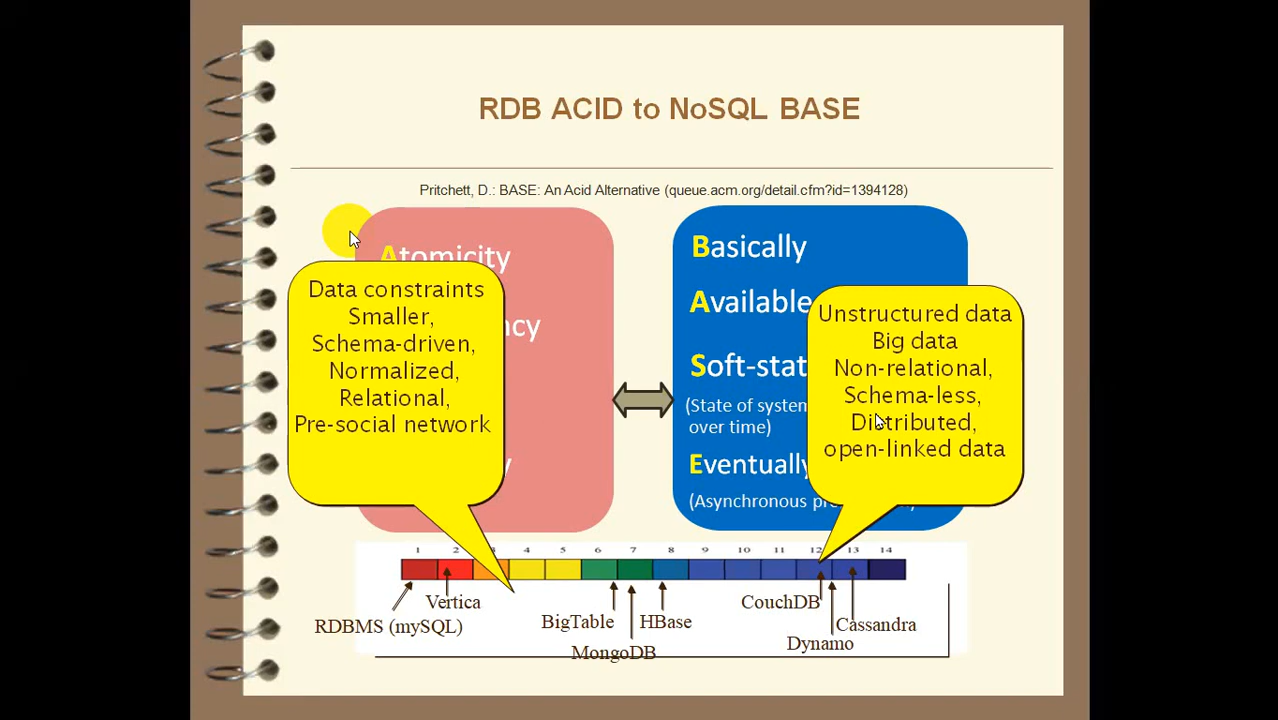 RDB ACID to NoSQL BASE
Pritchett, D.: BASE: An Acid Alternative (queue.acm.org/detail.cfm?id=1394128)
Atomicity
Data constraints
Smaller,
Schema-driven,
Normalized,
Relational,
Pre-social network
Basically
Available
Soft-stat
(State of system
over time)
Eventually
(Asynchronous
Unstructured data
Big data
Non-relational,
Schema-less,
Distributed,
open-linked data
1 2 3 4 5 6 7 8 9 10 11 12 13 14
RDBMS (mySQL)
Vertica
BigTable
MongoDB
HBase
CouchDB
Dynamo
Cassandra